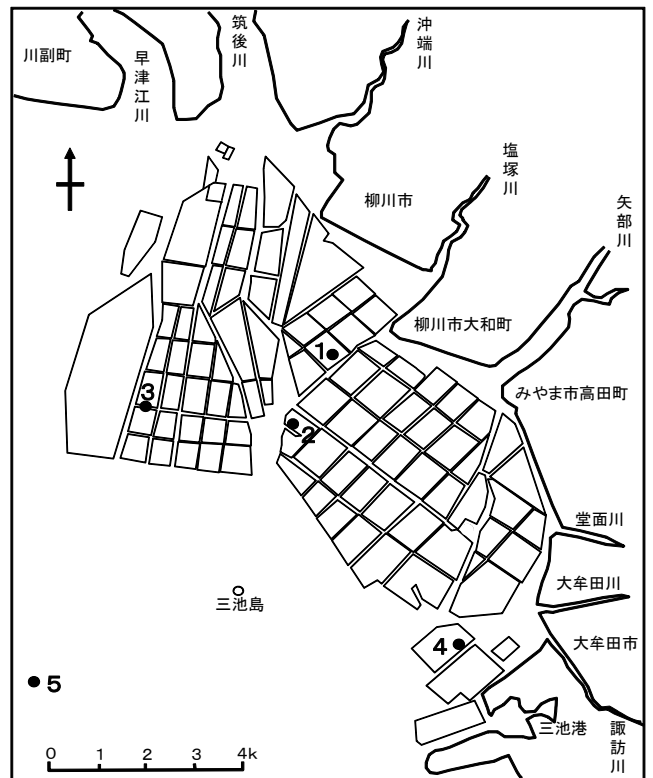 川副町
早津江川
筑後川
沖端川
塩塚川
矢部川
柳川市
柳川市大和町
みやま市高田町
1
3
2
堂面川
大牟田川
三池島
大牟田市
4
5
三池港
諏訪川
0 1 2 3 4k